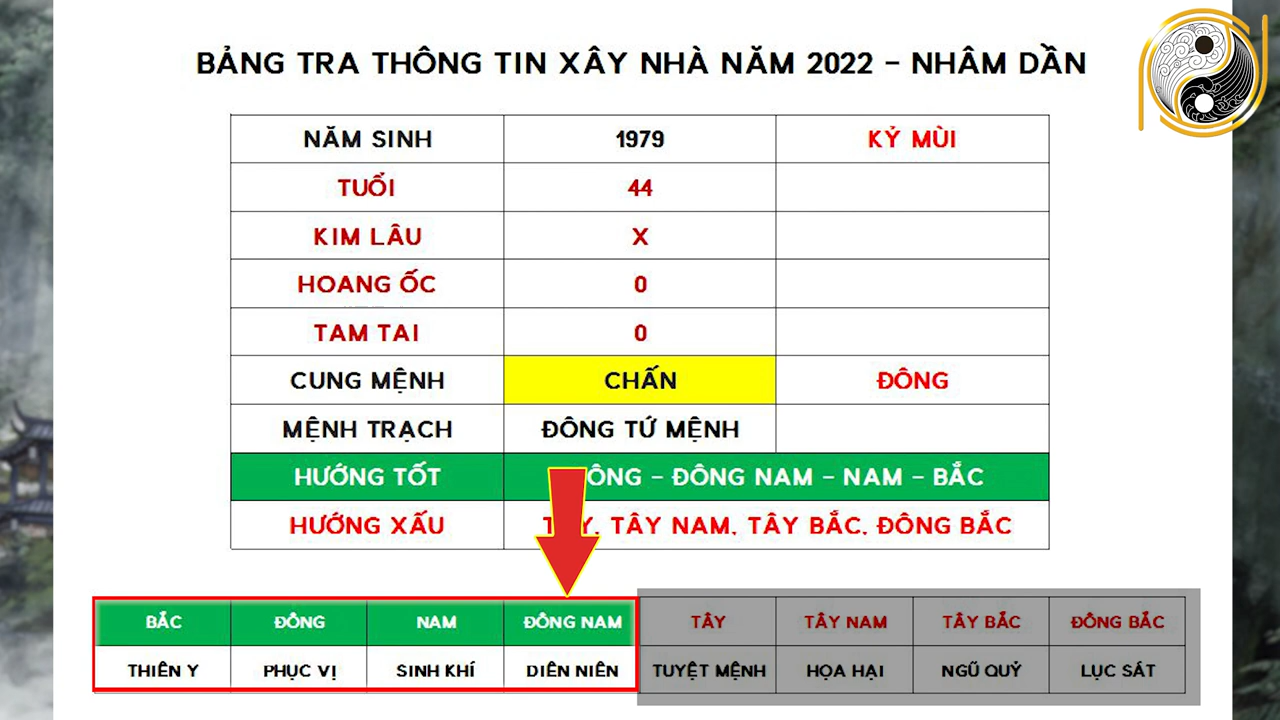 BẢNG TRA THÔNG TIN XÂY NHÀ NĂM 2022 - NHÂM DẦN
NĂM SINH 1979 KỶ MÙI
TUỔI 44
KIM LÂU X
HOANG ỐC 0
TAM TAI 0
CUNG MỆNH CHẤN ĐÔNG
MỆNH TRẠCH ĐÔNG TỨ MỆNH
HƯỚNG TỐT ĐÔNG - ĐÔNG NAM - NAM - BẮC
HƯỚNG XẤU TÂY, TÂY NAM, TÂY BẮC, ĐÔNG BẮC
BẮC ĐÔNG NAM ĐÔNG NAM TÂY TÂY NAM TÂY BẮC ĐÔNG BẮC
THIÊN Y PHỤC VỊ SINH KHÍ DIÊN NIÊN TUYỆT MỆNH HỌA HẠI NGŨ QUỶ LỤC SÁT